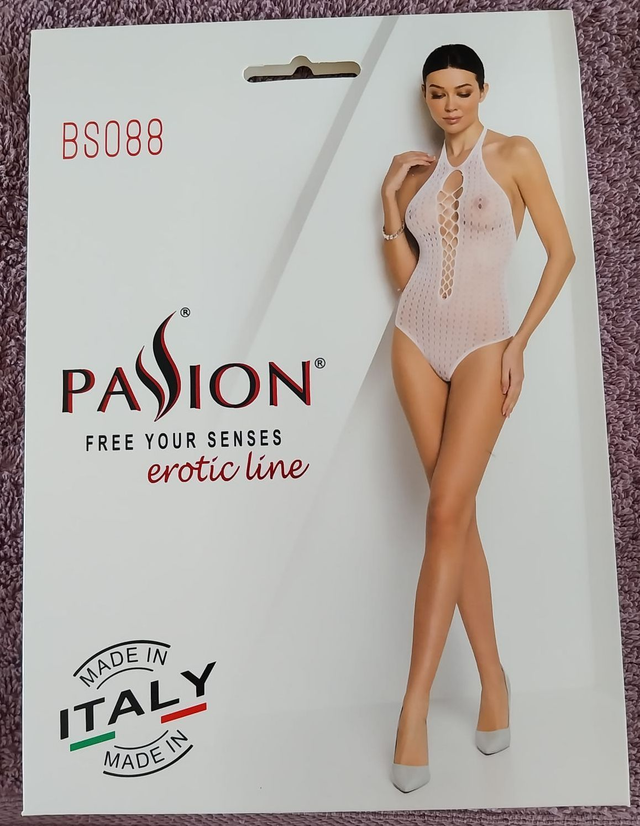 BS088
PASSION®
®
FREE YOUR SENSES
erotic line
MADE IN
ITALY
MADE IN